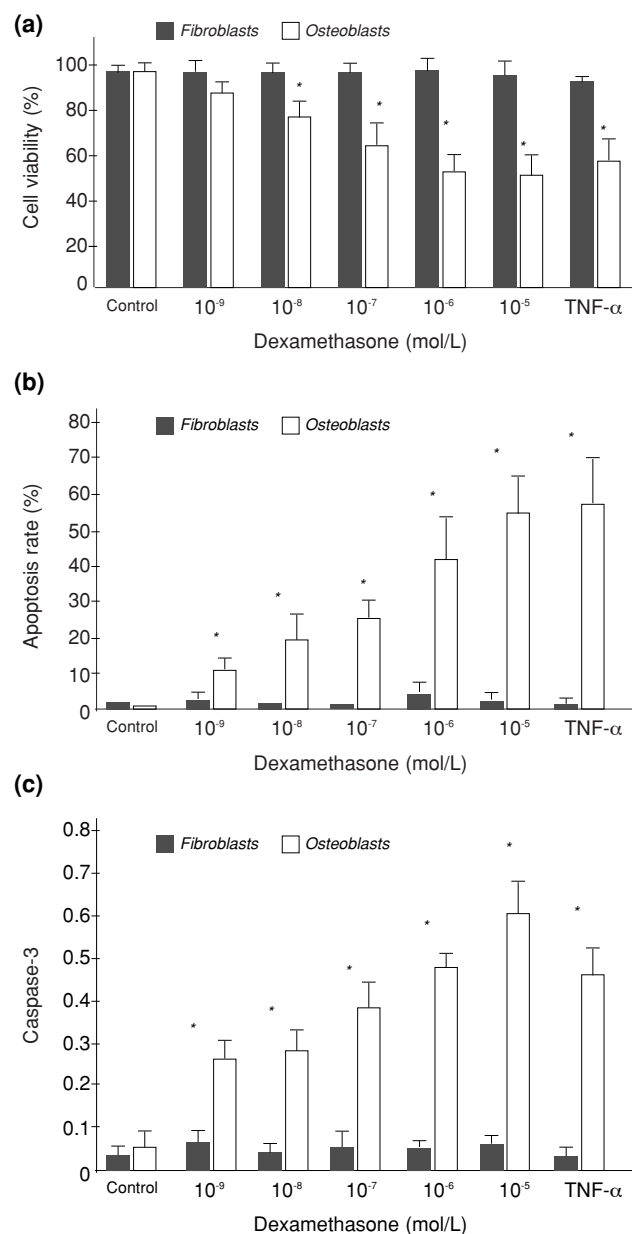 (a)
Fibroblasts Osteoblasts
100
80
60
40
20
0
Cell viability (%)
* * * * *
Control 10⁻⁹ 10⁻⁸ 10⁻⁷ 10⁻⁶ 10⁻⁵ TNF-α
Dexamethasone (mol/L)
(b)
Fibroblasts Osteoblasts
80
70
60
50
40
30
20
10
0
Apoptosis rate (%)
* * * * * *
Control 10⁻⁹ 10⁻⁸ 10⁻⁷ 10⁻⁶ 10⁻⁵ TNF-α
Dexamethasone (mol/L)
(c)
Fibroblasts Osteoblasts
0.8
0.7
0.6
0.5
0.4
0.3
0.2
0.1
0
Caspase-3
* * * * * *
Control 10⁻⁹ 10⁻⁸ 10⁻⁷ 10⁻⁶ 10⁻⁵ TNF-α
Dexamethasone (mol/L)